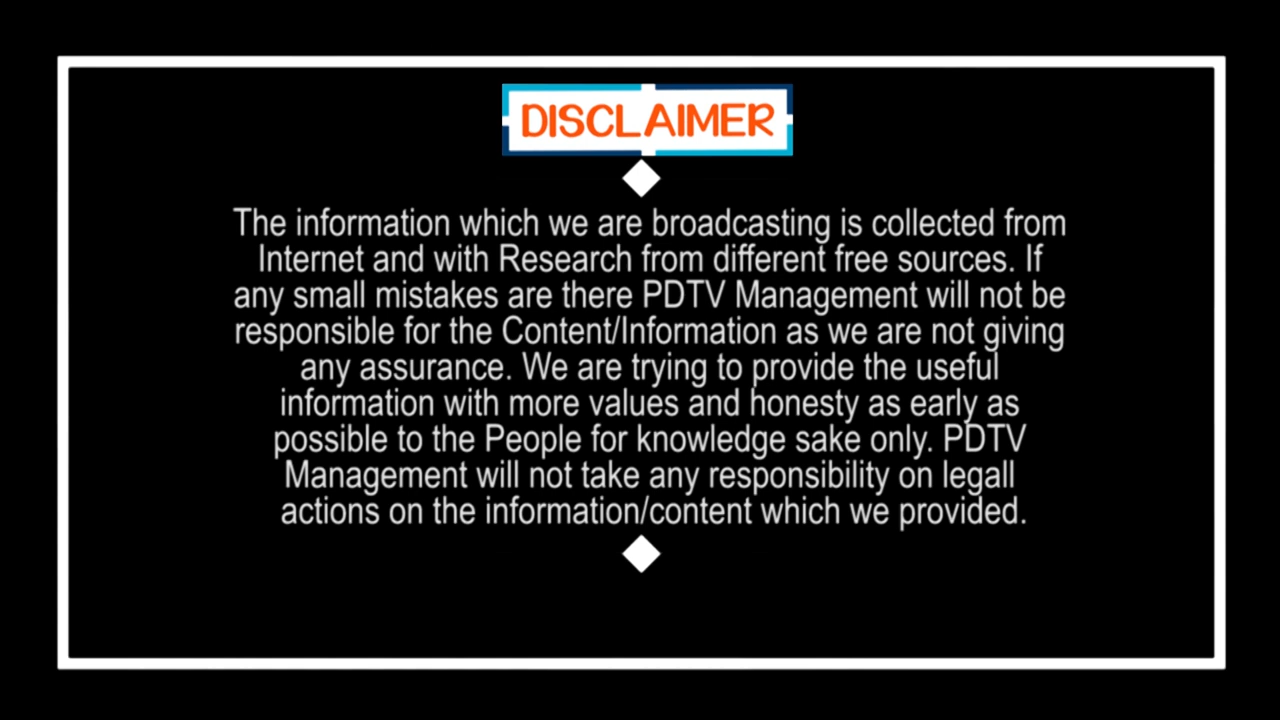 DISCLAIMER
The information which we are broadcasting is collected from
Internet and with Research from different free sources. If
any small mistakes are there PDTV Management will not be
responsible for the Content/Information as we are not giving
any assurance. We are trying to provide the useful
information with more values and honesty as early as
possible to the People for knowledge sake only. PDTV
Management will not take any responsibility on legall
actions on the information/content which we provided.